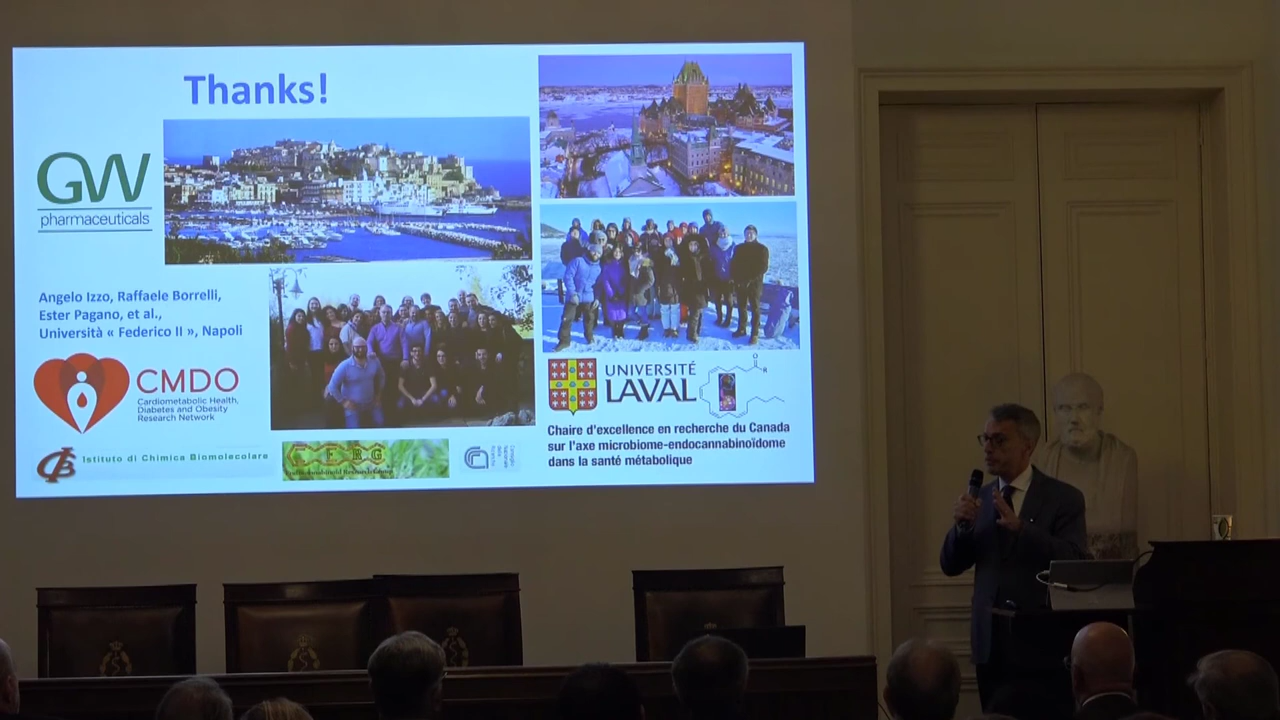 Thanks!
GW
pharmaceuticals
Angelo Izzo, Raffaele Borrelli,
Ester Pagano, et al.,
Università « Federico II », Napoli
CMDO
Cardiometabolic Health,
Diabetes and Obesity
Research Network
Istituto di Chimica Biomolecolare
UNIVERSITÉ
LAVAL
Chaire d'excellence en recherche du Canada
sur l'axe microbiome-endocannabinoïdome
dans la santé métabolique